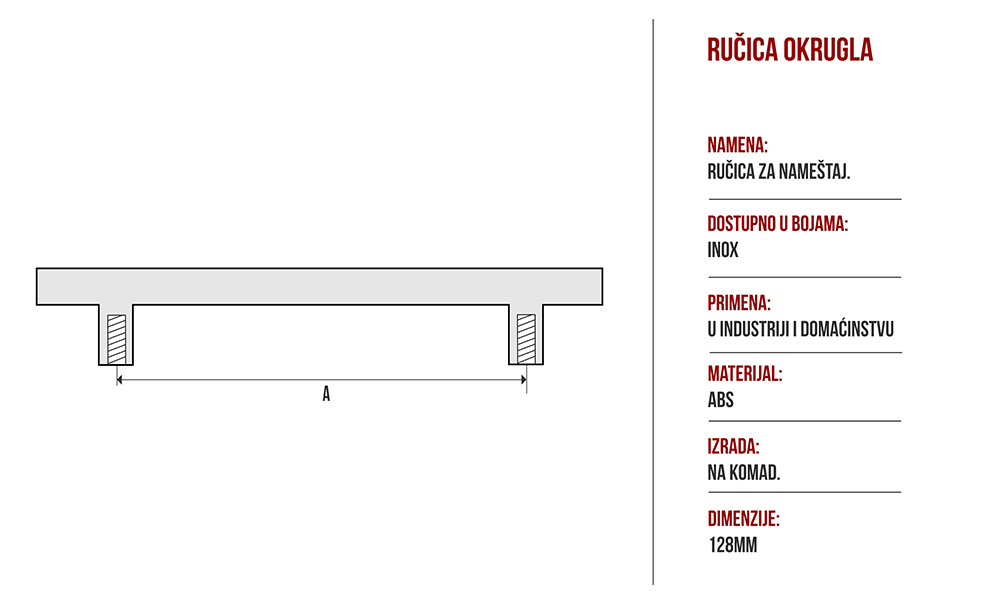 RUČICA OKRUGLA
NAMENA:
RUČICA ZA NAMEŠTAJ.
DOSTUPNO U BOJAMA:
INOX
PRIMENA:
U INDUSTRIJI I DOMAĆINSTVU
MATERIJAL:
ABS
IZRADA:
NA KOMAD.
DIMENZIJE:
128MM
A